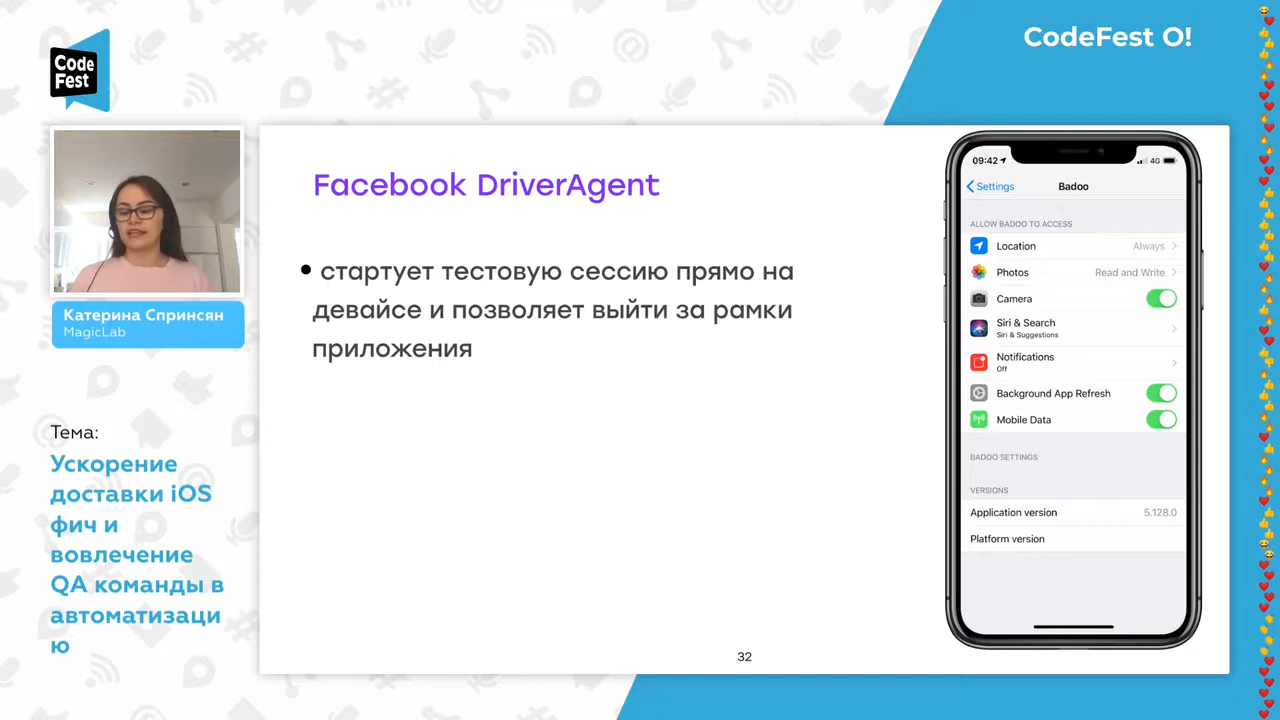 Code
Fest
CodeFest O!
Катерина Спринсян
MagicLab
Тема:
Ускорение
доставки iOS
фич и
вовлечение
QA команды в
автоматизаци
ю
Facebook DriverAgent
• стартует тестовую сессию прямо на
девайсе и позволяет выйти за рамки
приложения
32
09:42 4G
Settings Badoo
ALLOW BADOO TO ACCESS
Location Always
Photos Read and Write
Camera
Siri & Search
Siri & Suggestions
Notifications
Off
Background App Refresh
Mobile Data
BADOO SETTINGS
VERSIONS
Application version 5.128.0
Platform version